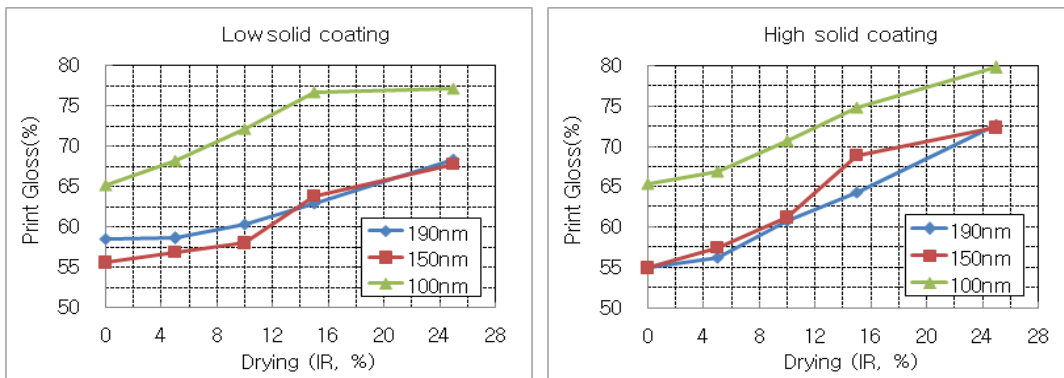 Low solid coating
Print Gloss(%)
80
75
70
65
60
55
50
0 4 8 12 16 20 24 28
Drying (IR, %)
190nm
150nm
100nm
High solid coating
Print Gloss(%)
80
75
70
65
60
55
50
0 4 8 12 16 20 24 28
Drying (IR, %)
190nm
150nm
100nm